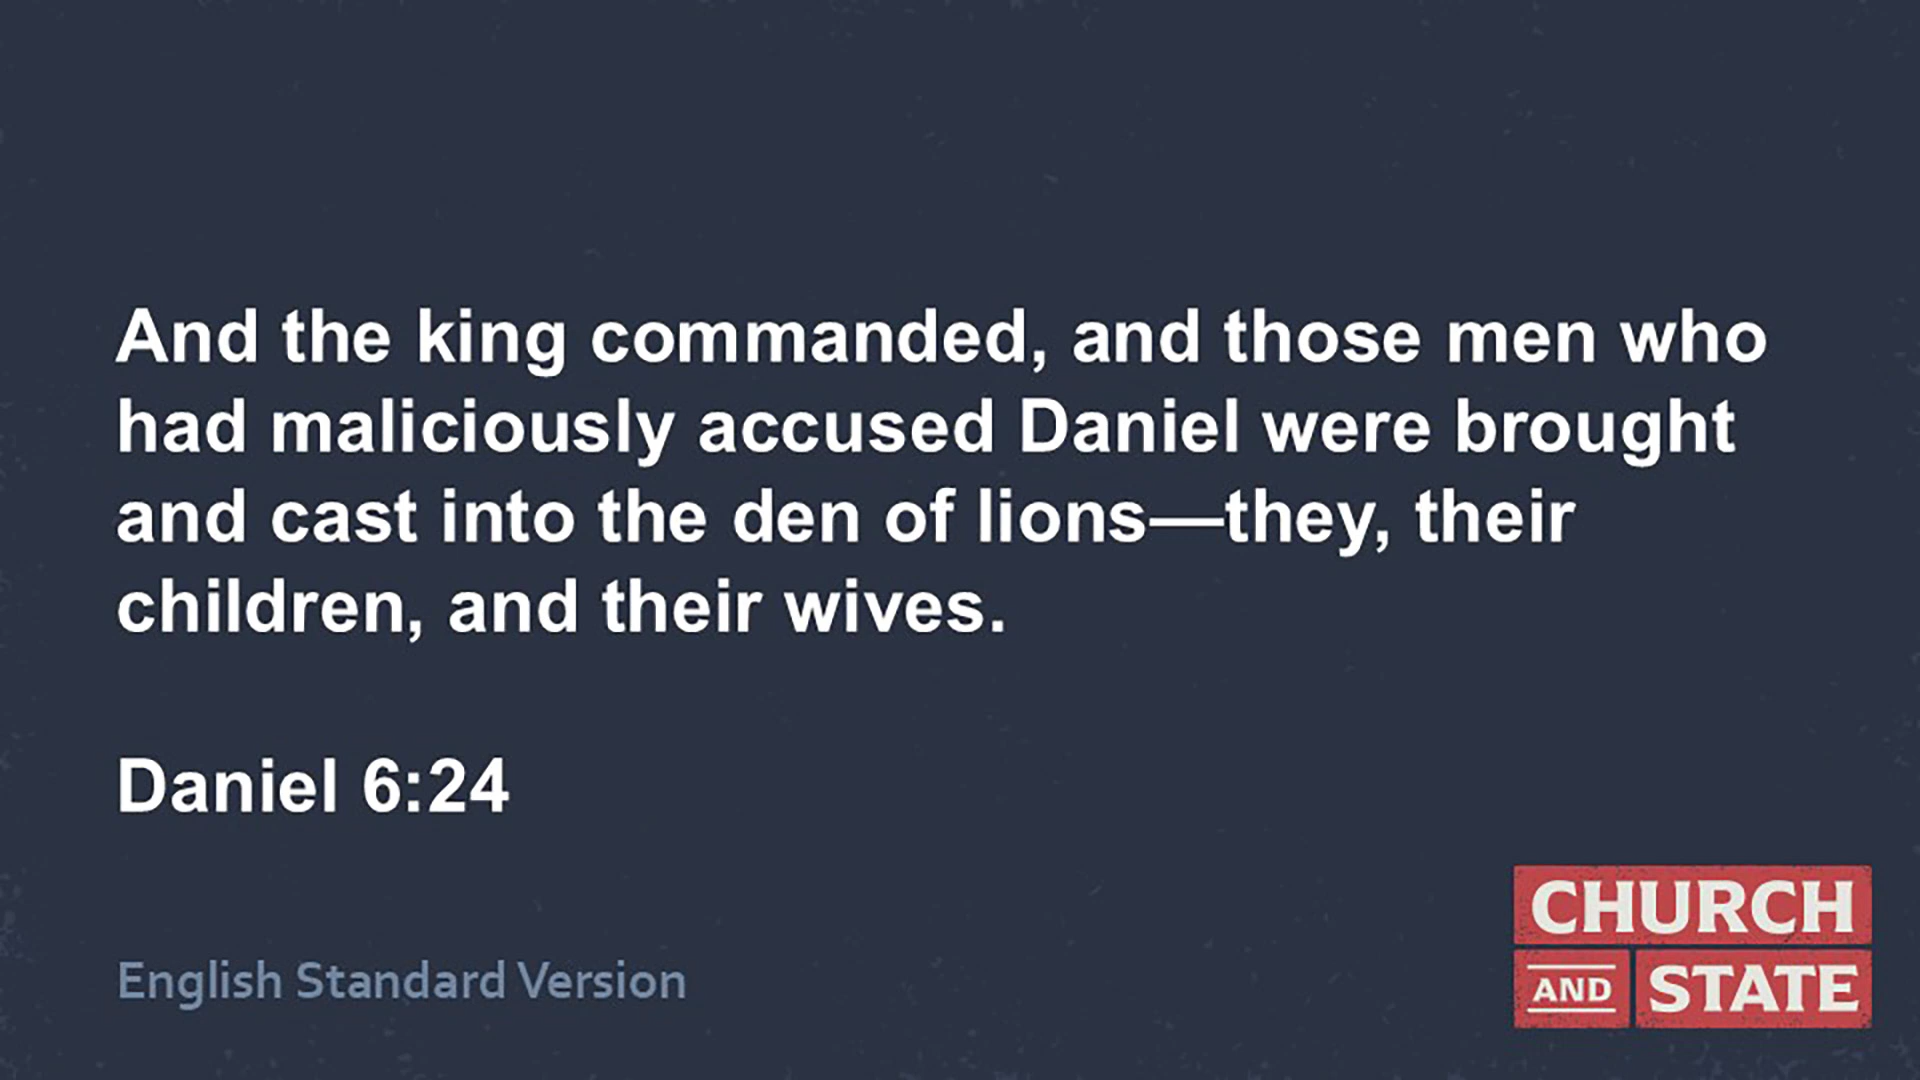 And the king commanded, and those men who
had maliciously accused Daniel were brought
and cast into the den of lions—they, their
children, and their wives.
Daniel 6:24
English Standard Version
CHURCH
AND STATE